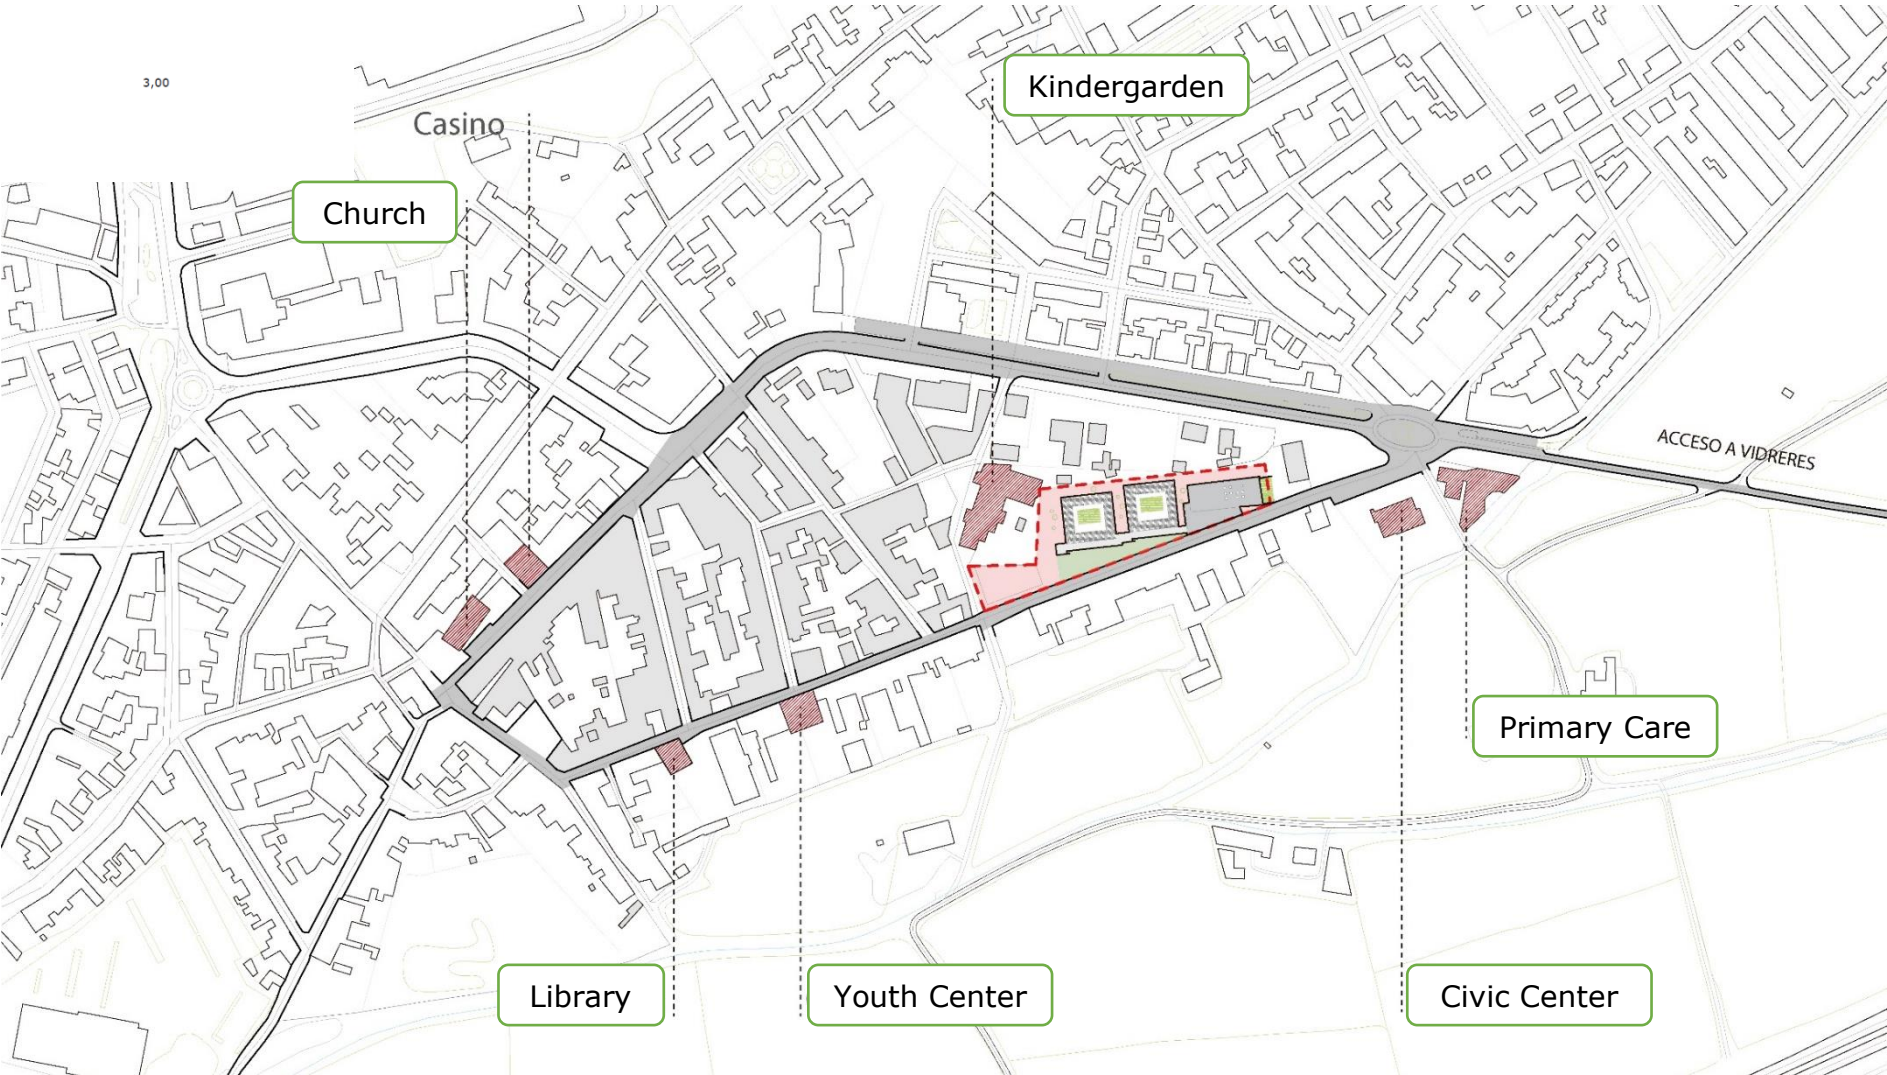 3,00
Kindergarden
Casino
Church
ACCESO A VIDRERES
Primary Care
Library
Youth Center
Civic Center